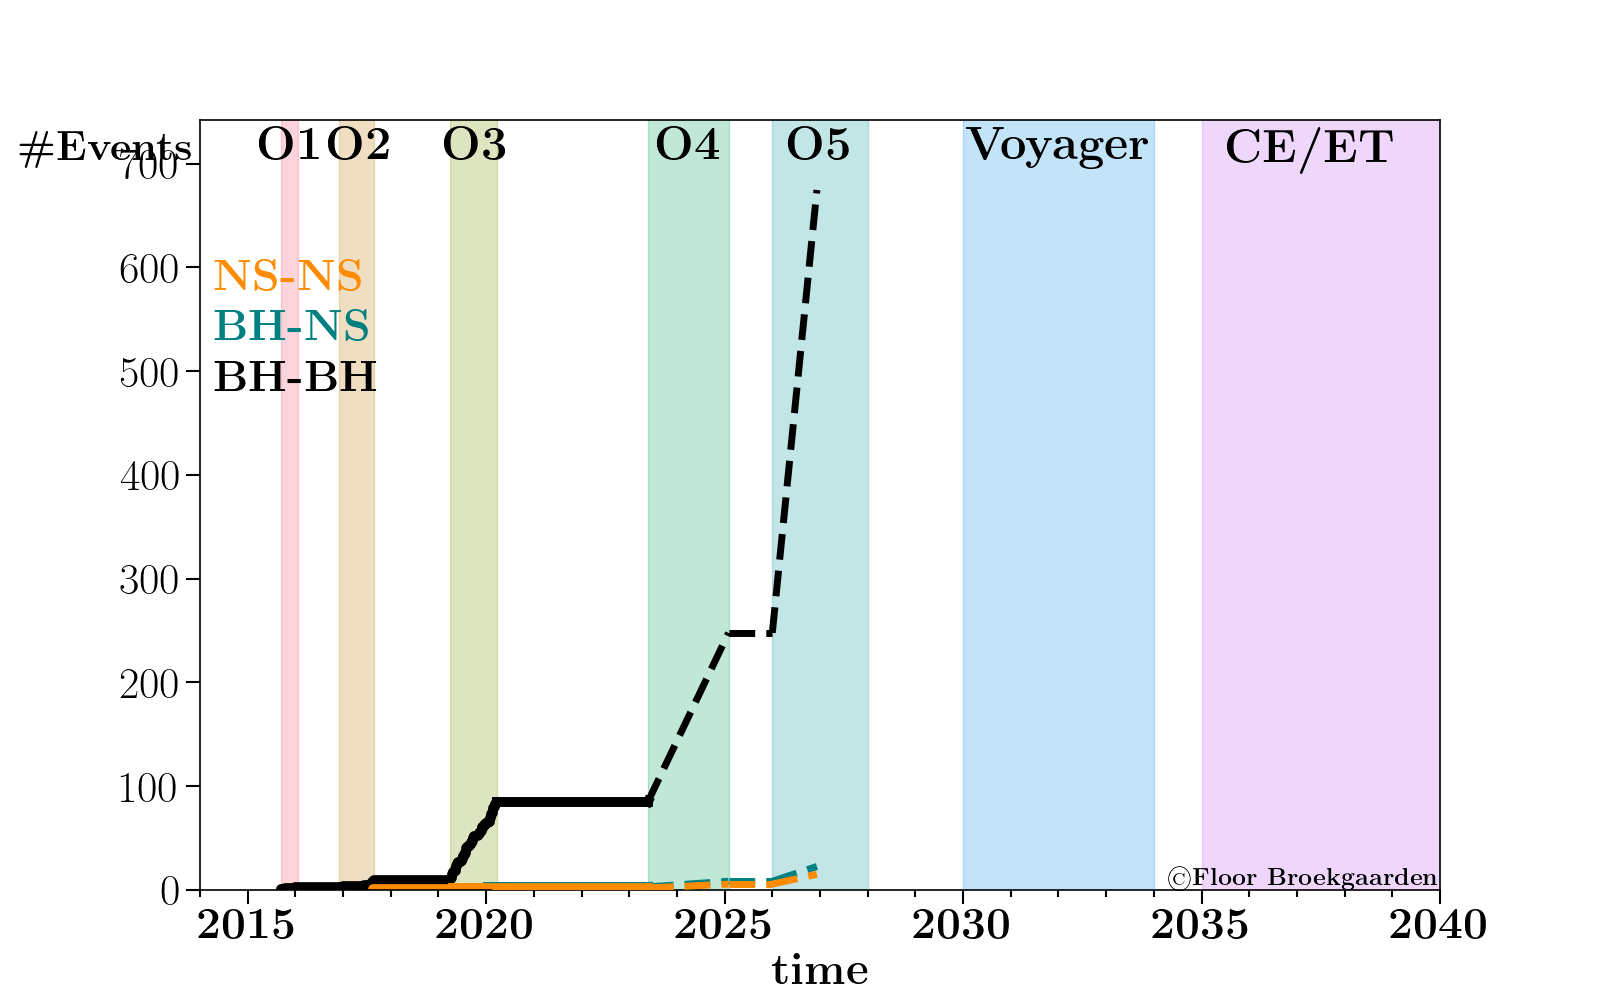 #Events
O1 O2 O3 O4 O5 Voyager CE/ET
700
600
NS-NS
BH-NS
500
BH-BH
400
300
200
100
0
©Floor Broekgaarden
2015 2020 2025 2030 2035 2040
time